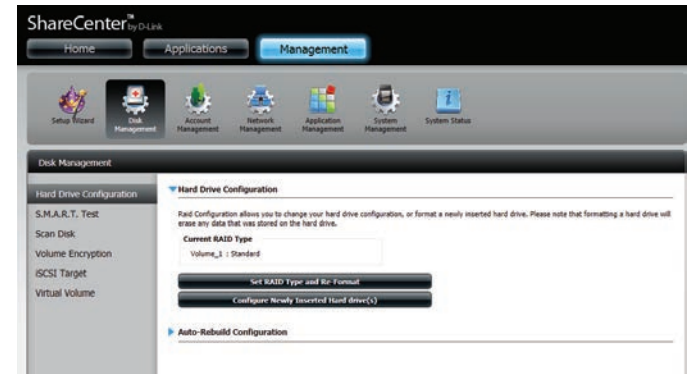 ShareCenter™ by D-Link
Home Applications Management
Setup Wizard Disk Management Account Management Network Management Application Management System Management System Status
Disk Management
Hard Drive Configuration
S.M.A.R.T. Test
Scan Disk
Volume Encryption
iSCSI Target
Virtual Volume
Hard Drive Configuration
Raid Configuration allows you to change your hard drive configuration, or format a newly inserted hard drive. Please note that formatting a hard drive will
erase any data that was stored on the hard drive.
Current RAID Type
Volume_1 : Standard
Set RAID Type and Re-Format
Configure Newly Inserted Hard drive(s)
Auto-Rebuild Configuration